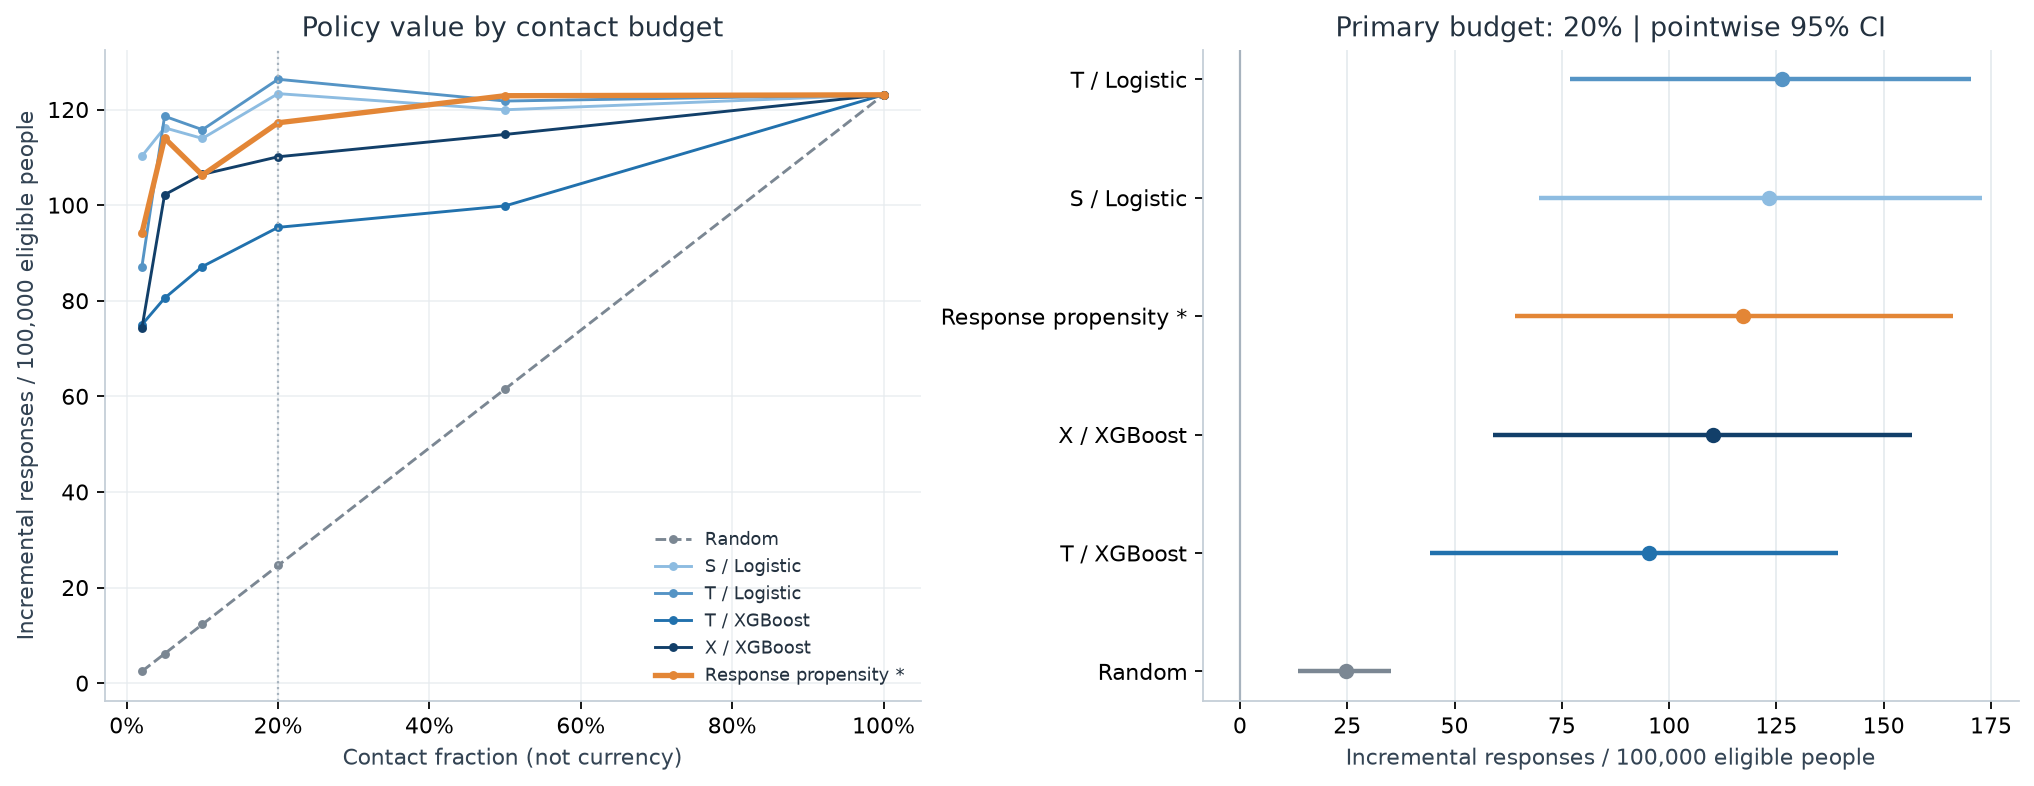 Policy value by contact budget
Incremental responses / 100,000 eligible people
120
100
80
60
40
20
0
0%
20%
40%
60%
80%
100%
Contact fraction (not currency)
Random
S / Logistic
T / Logistic
T / XGBoost
X / XGBoost
Response propensity *
Primary budget: 20% | pointwise 95% CI
T / Logistic
S / Logistic
Response propensity *
X / XGBoost
T / XGBoost
Random
0
25
50
75
100
125
150
175
Incremental responses / 100,000 eligible people